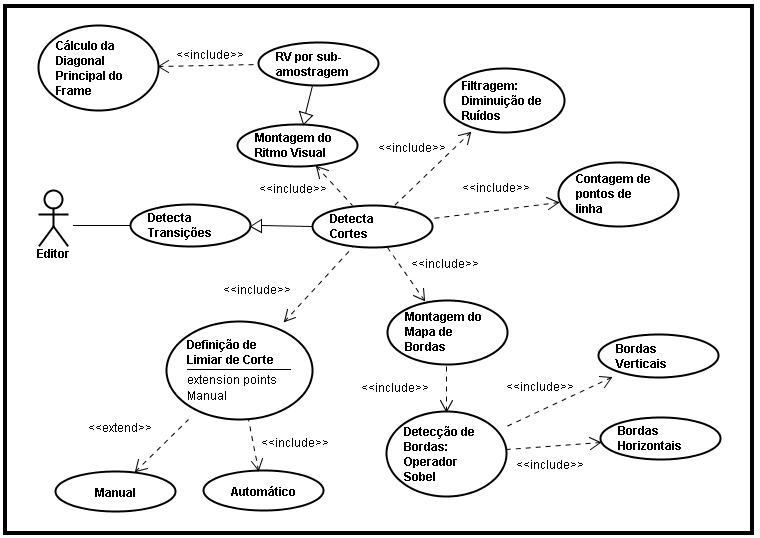 Cálculo da
Diagonal
Principal do
Frame
<<include>>
RV por sub-
amostragem
Filtragem:
Diminuição de
Ruídos
Montagem do
Ritmo Visual
<<include>>
<<include>>
<<include>>
Contagem de
pontos de
linha
Editor
Detecta
Transições
Detecta
Cortes
<<include>>
<<include>>
Definição de
Limiar de Corte
extension points
Manual
Montagem do
Mapa de
Bordas
Bordas
Verticais
<<include>>
<<include>>
<<extend>>
<<include>>
Detecção de
Bordas:
Operador
Sobel
<<include>>
Bordas
Horizontais
Manual
Automático